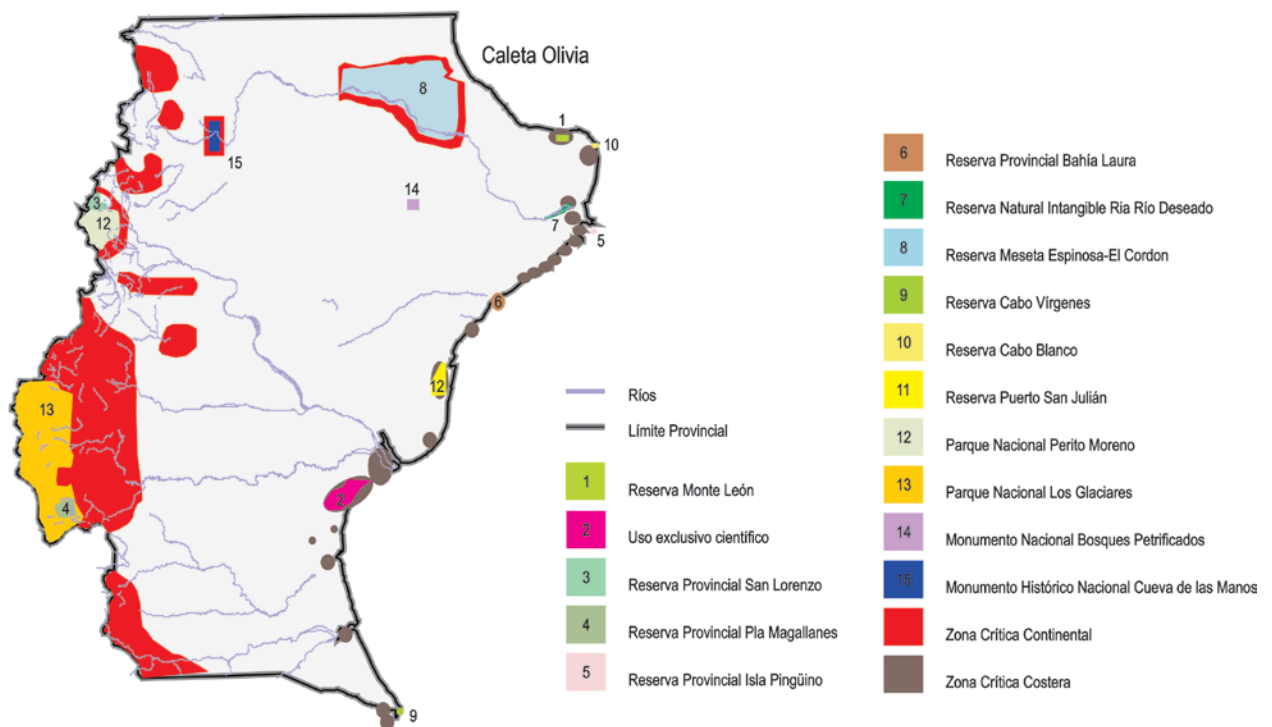 Caleta Olivia
8
1
10
15
14
3
12
7
5
6
12
13
2
4
9
Ríos
Límite Provincial
1 Reserva Monte León
2 Uso exclusivo científico
3 Reserva Provincial San Lorenzo
4 Reserva Provincial Pla Magallanes
5 Reserva Provincial Isla Pingüino
6 Reserva Provincial Bahía Laura
7 Reserva Natural Intangible Ria Río Deseado
8 Reserva Meseta Espinosa-El Cordon
9 Reserva Cabo Vírgenes
10 Reserva Cabo Blanco
11 Reserva Puerto San Julián
12 Parque Nacional Perito Moreno
13 Parque Nacional Los Glaciares
14 Monumento Nacional Bosques Petrificados
15 Monumento Histórico Nacional Cueva de las Manos
Zona Crítica Continental
Zona Crítica Costera